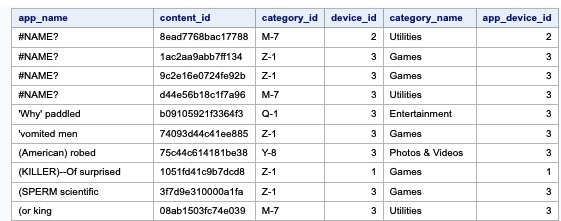 app_name content_id category_id device_id category_name app_device_id
#NAME? 8ead7768bac17788 M-7 2 Utilities 2
#NAME? 1ac2aa9abb7ff134 Z-1 3 Games 3
#NAME? 9c2e16e0724fe92b Z-1 3 Games 3
#NAME? d44e56b18c1f7a96 M-7 3 Utilities 3
'Why' paddled b09105921f3364f3 Q-1 3 Entertainment 3
'vomited men 74093d44c41ee885 Z-1 3 Games 3
(American) robed 75c44c614181be38 Y-8 3 Photos & Videos 3
(KILLER)--Of surprised 1051fd41c9b7dcd8 Z-1 1 Games 1
(SPERM scientific 3f7d9e310000a1fa Z-1 3 Games 3
(or king 08ab1503fc74e039 M-7 3 Utilities 3